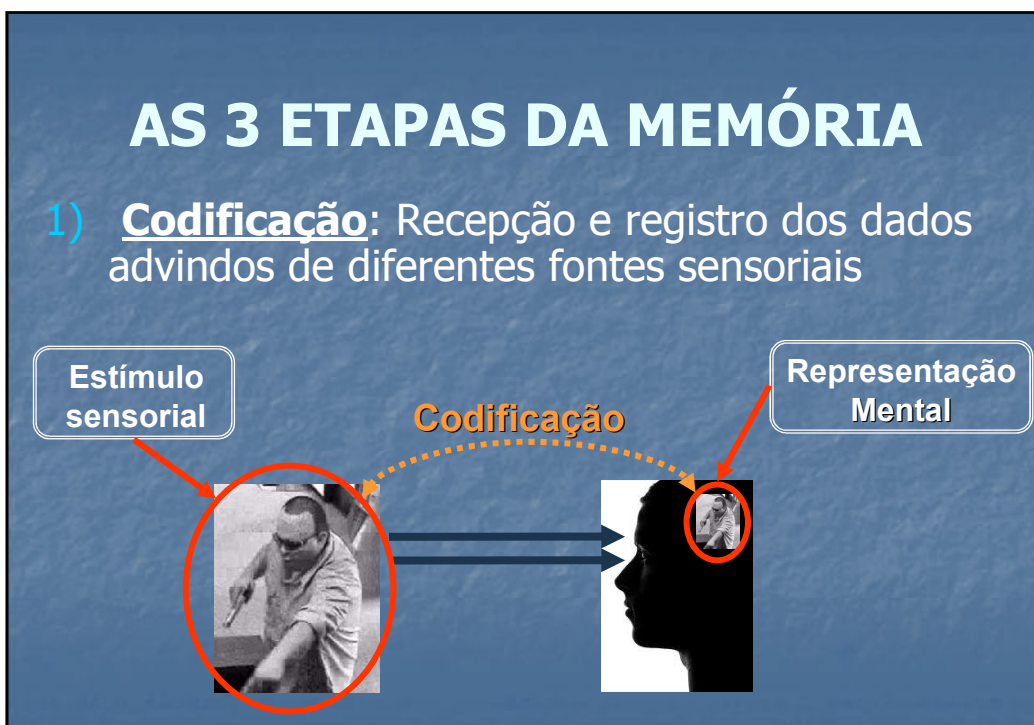 AS 3 ETAPAS DA MEMÓRIA
1) Codificação: Recepção e registro dos dados
advindos de diferentes fontes sensoriais
Estímulo
sensorial
Codificação
Representação
Mental